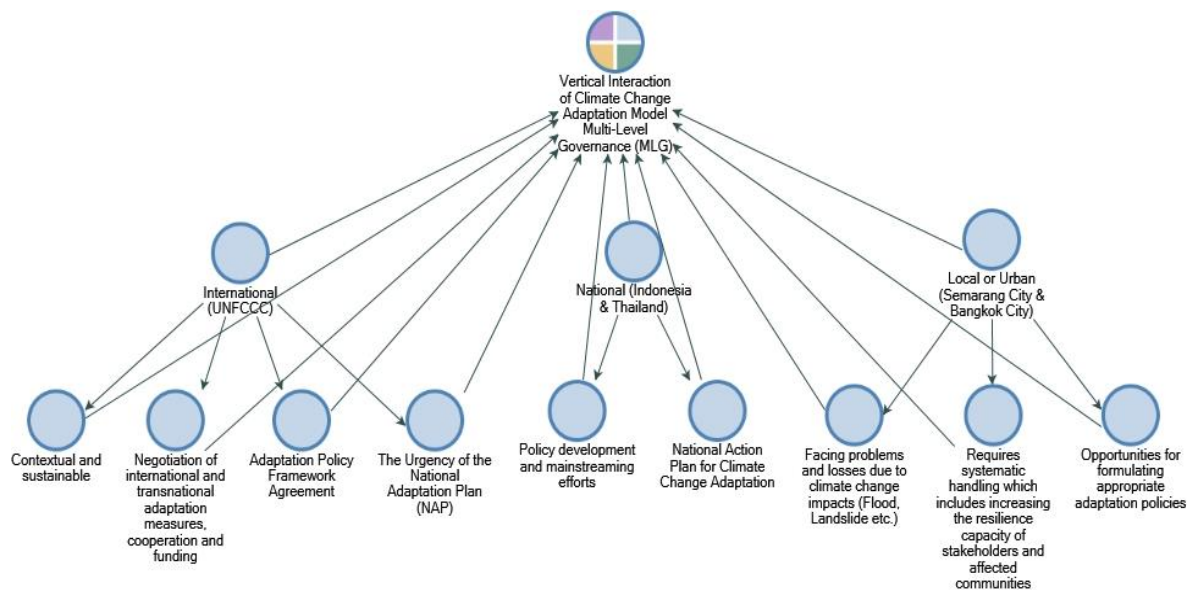 Vertical Interaction
of Climate Change
Adaptation Model
Multi-Level
Governance (MLG)
International
(UNFCCC)
National (Indonesia
& Thailand)
Local or Urban
(Semarang City &
Bangkok City)
Contextual and
sustainable
Negotiation of
international and
transnational
adaptation
measures,
cooperation and
funding
Adaptation Policy
Framework
Agreement
The Urgency of the
National
Adaptation Plan
(NAP)
Policy development
and mainstreaming
efforts
National Action
Plan for Climate
Change Adaptation
Facing problems
and losses due to
climate change
impacts (Flood,
Landslide etc.)
Requires
systematic
handling which
includes increasing
the resilience
capacity of
stakeholders and
affected
communities
Opportunities for
formulating
appropriate
adaptation policies